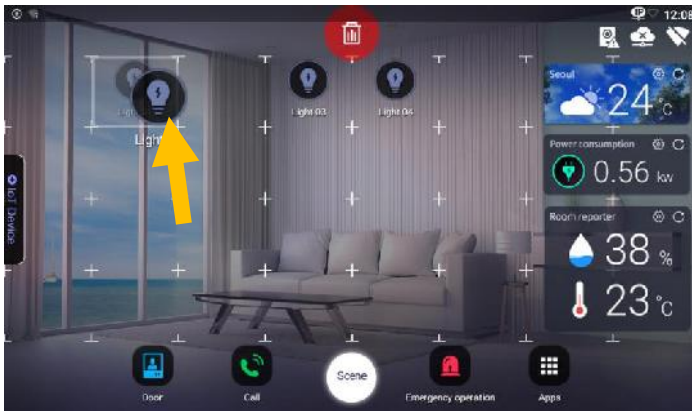 12:08
Seoul
24 °c
Light 03
Light 04
Light
Power consumption
0.56 kw
IoT Device
Room reporter
38 %
23 °c
Scene
Door
Call
Emergency operation
Apps